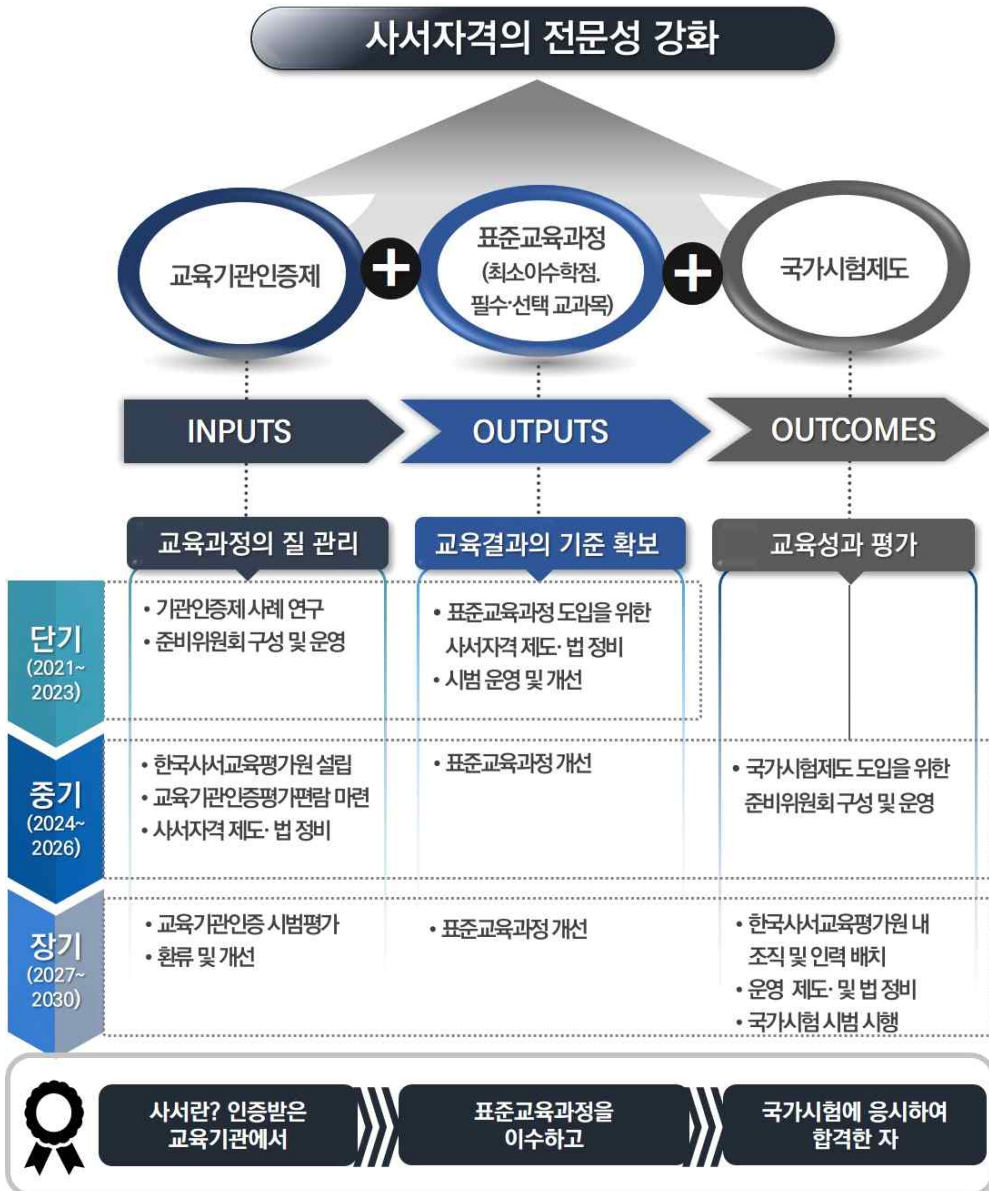 사서자격의 전문성 강화
교육기관인증제
+
표준교육과정
(최소이수학점.
필수·선택 교과목)
+
국가시험제도
INPUTS
OUTPUTS
OUTCOMES
교육과정의 질 관리
교육결과의 기준 확보
교육성과 평가
단기
(2021~
2023)
• 기관인증제 사례 연구
• 준비위원회 구성 및 운영
• 표준교육과정 도입을 위한
사서자격 제도· 법 정비
• 시범 운영 및 개선
중기
(2024~
2026)
• 한국사서교육평가원 설립
• 교육기관인증평가편람 마련
• 사서자격 제도· 법 정비
• 표준교육과정 개선
• 국가시험제도 도입을 위한
준비위원회 구성 및 운영
장기
(2027~
2030)
• 교육기관인증 시범평가
• 환류 및 개선
• 표준교육과정 개선
• 한국사서교육평가원 내
조직 및 인력 배치
• 운영 제도· 및 법 정비
• 국가시험 시범 시행
사서란? 인증받은
교육기관에서
표준교육과정을
이수하고
국가시험에 응시하여
합격한 자